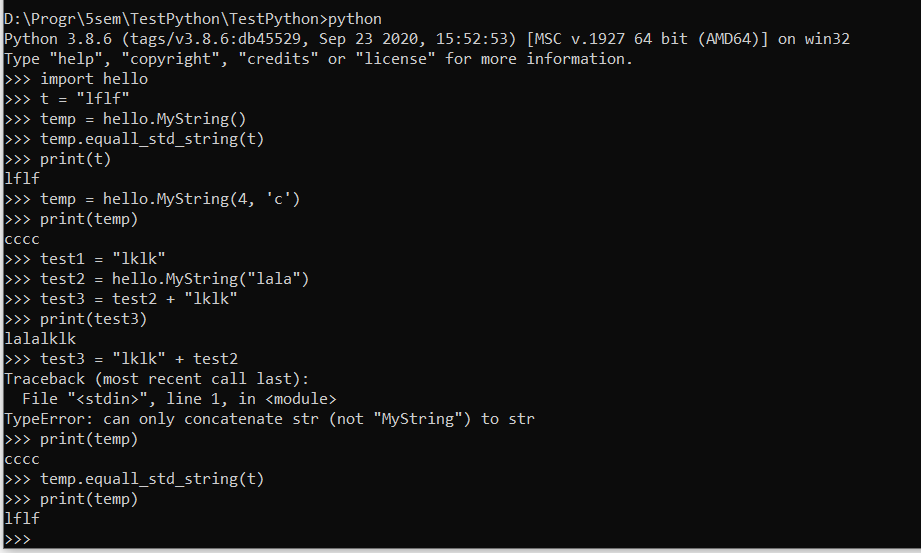 D:\Progr\5sem\TestPython\TestPython>python
Python 3.8.6 (tags/v3.8.6:db45529, Sep 23 2020, 15:52:53) [MSC v.1927 64 bit (AMD64)] on win32
Type "help", "copyright", "credits" or "license" for more information.
>>> import hello
>>> t = "lflf"
>>> temp = hello.MyString()
>>> temp.equall_std_string(t)
>>> print(t)
lflf
>>> temp = hello.MyString(4, 'c')
>>> print(temp)
cccc
>>> test1 = "lklk"
>>> test2 = hello.MyString("lala")
>>> test3 = test2 + "lklk"
>>> print(test3)
lalalklk
>>> test3 = "lklk" + test2
Traceback (most recent call last):
  File "<stdin>", line 1, in <module>
TypeError: can only concatenate str (not "MyString") to str
>>> print(temp)
cccc
>>> temp.equall_std_string(t)
>>> print(temp)
lflf
>>>